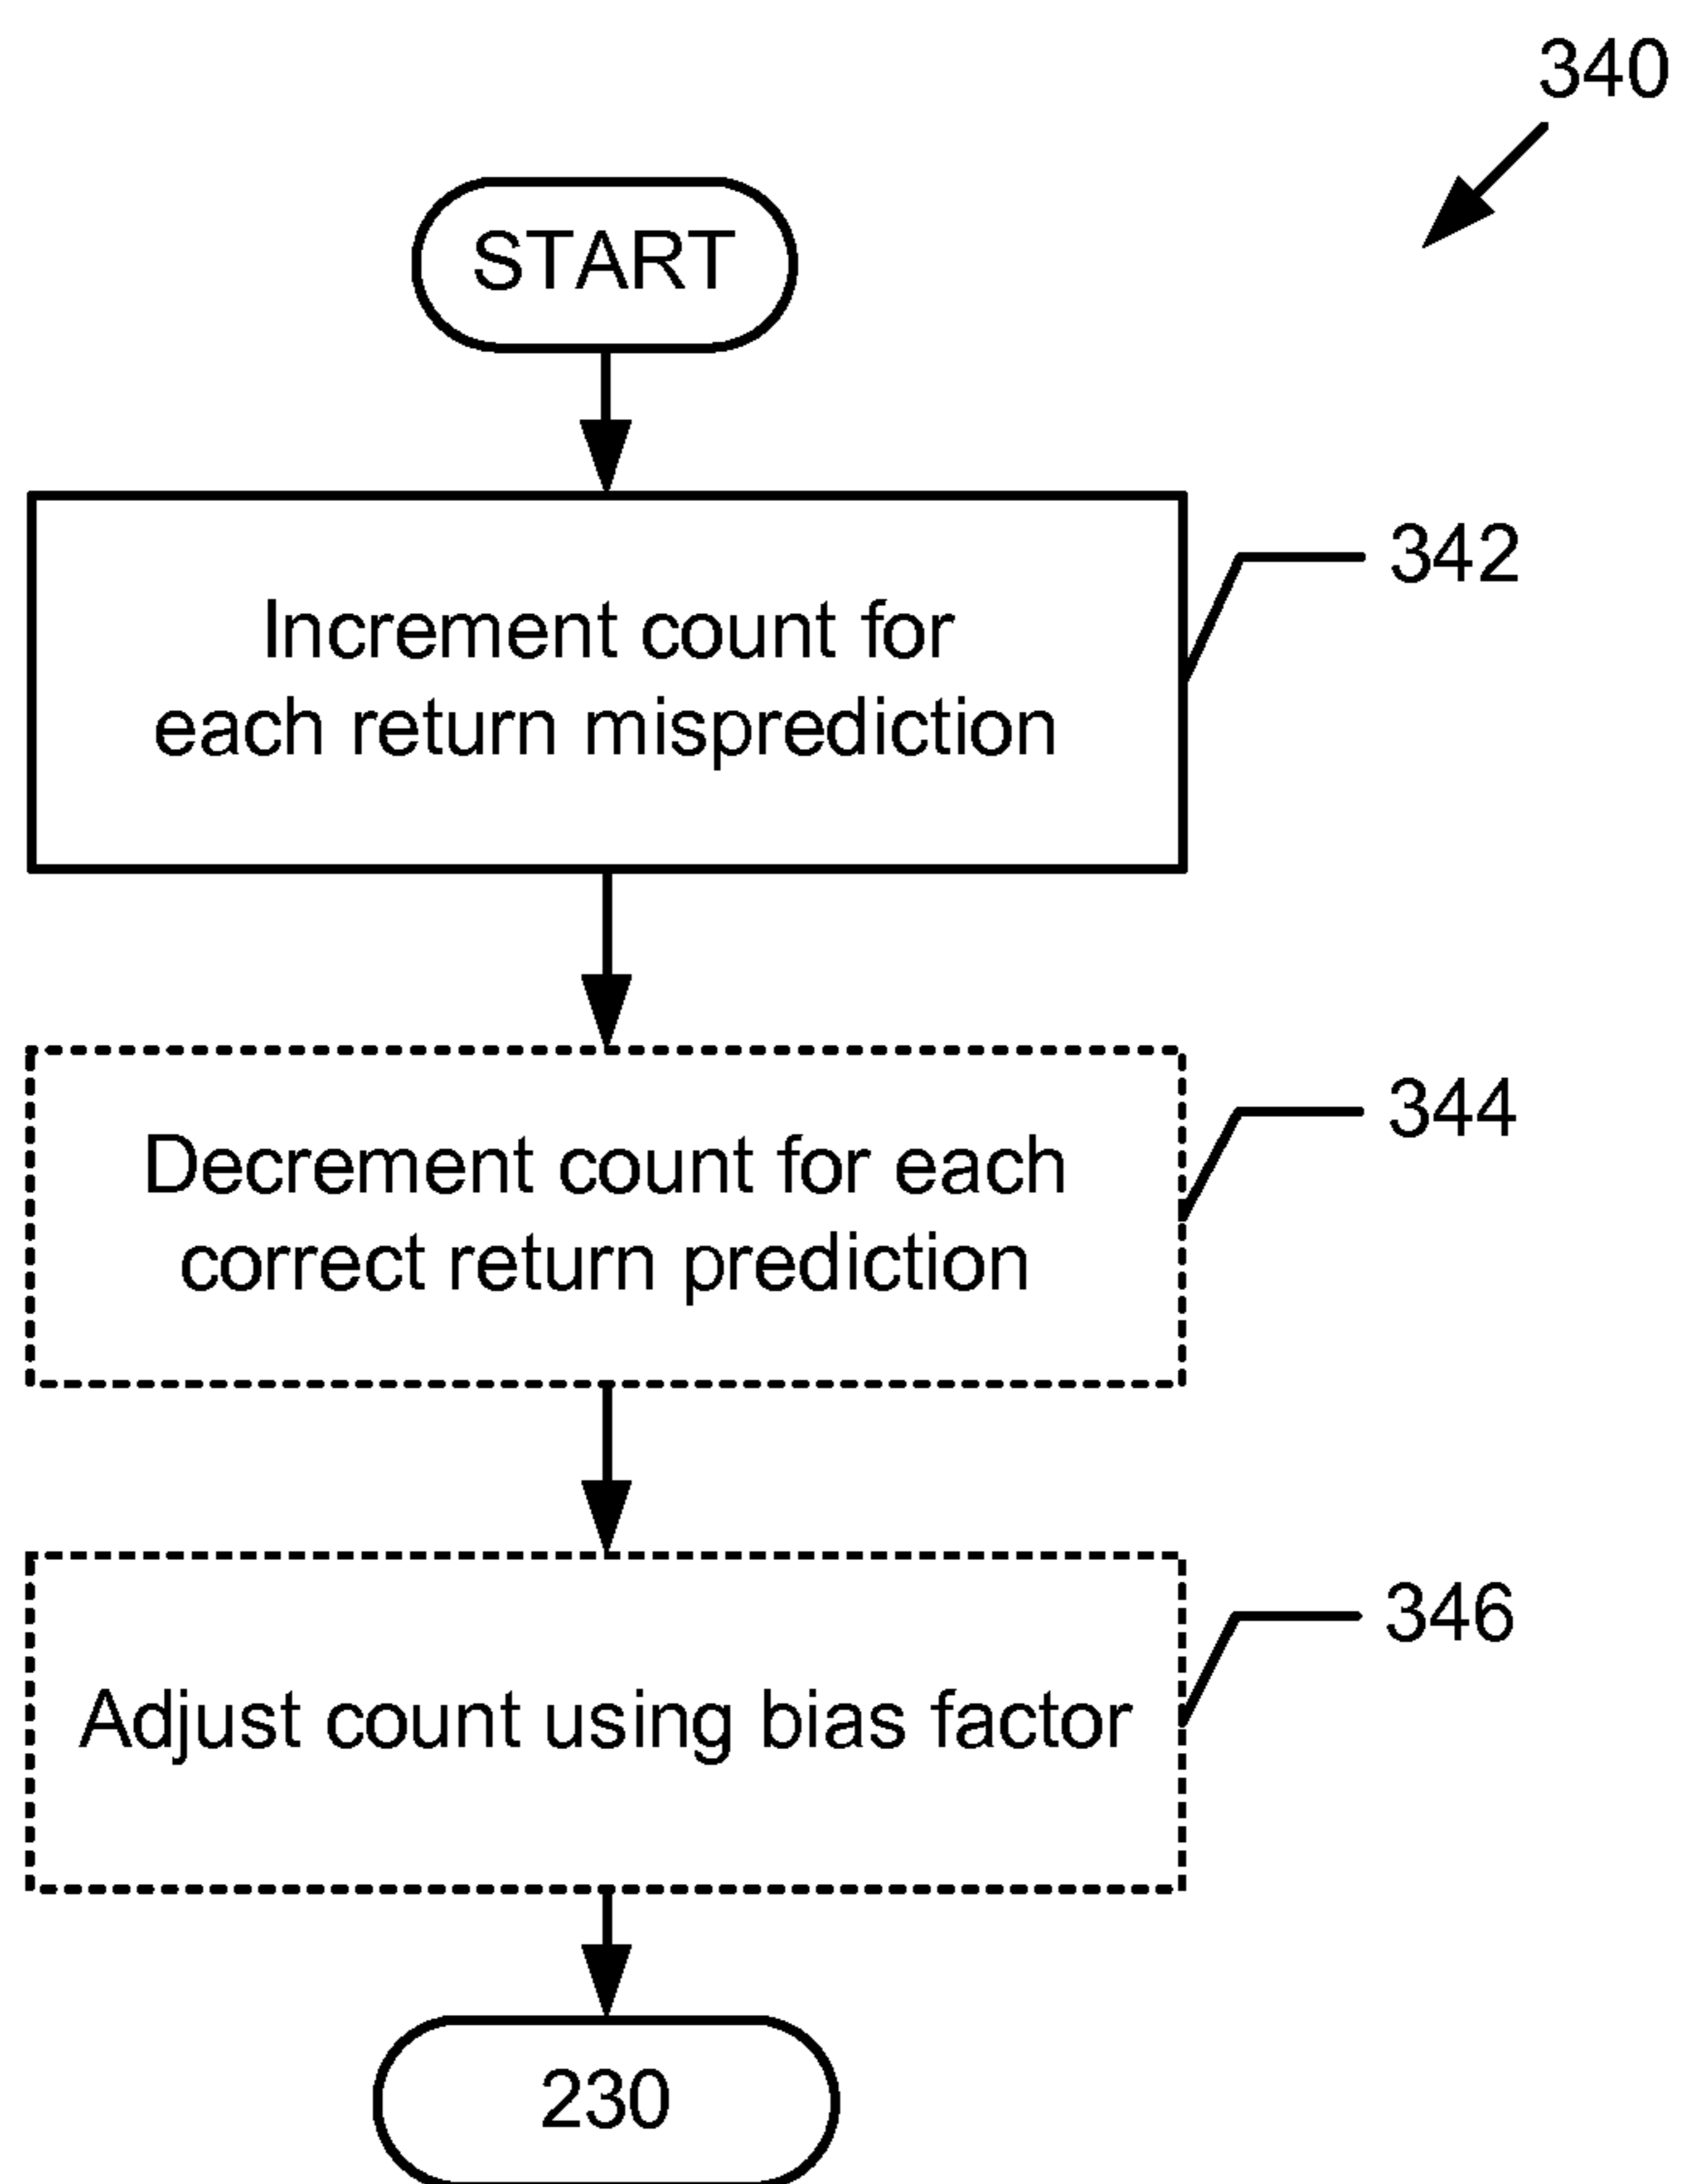 340
START
342
Increment count for
each return misprediction
344
Decrement count for each
correct return prediction
346
Adjust count using bias factor
230